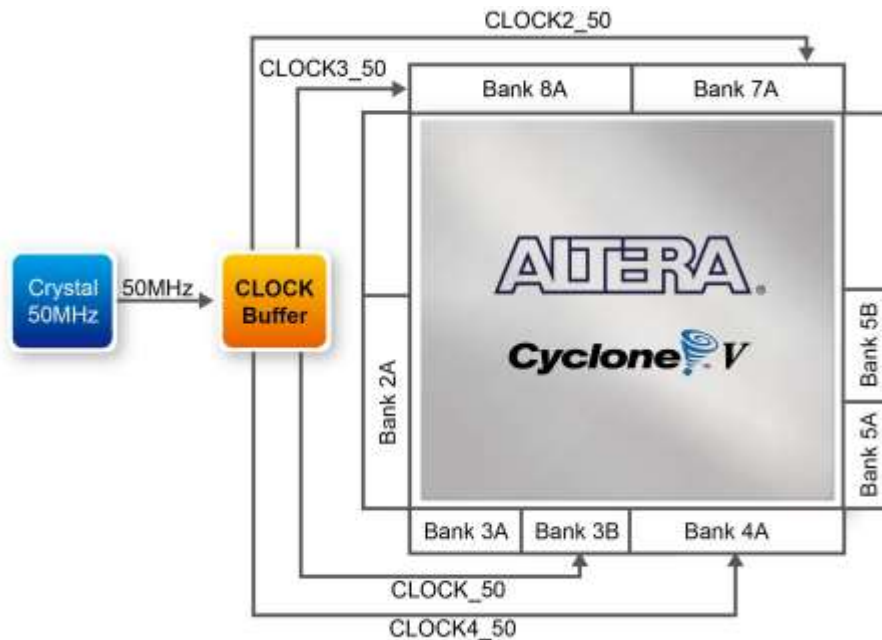 CLOCK2_50
CLOCK3_50
Bank 8A
Bank 7A
ALTERA®
Crystal
50MHz
50MHz
CLOCK
Buffer
Cyclone V
Bank 2A
Bank 5B
Bank 5A
Bank 3A
Bank 3B
Bank 4A
CLOCK_50
CLOCK4_50